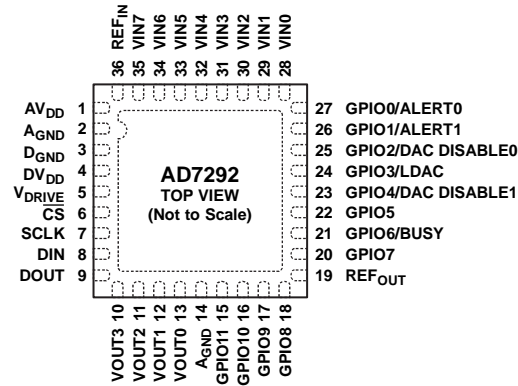 36 REFIN
35 VIN7
34 VIN6
33 VIN5
32 VIN4
31 VIN3
30 VIN2
29 VIN1
28 VIN0
AVDD 1
AGND 2
DGND 3
DVDD 4
VDRIVE 5
CS 6
SCLK 7
DIN 8
DOUT 9
AD7292
TOP VIEW
(Not to Scale)
27 GPIO0/ALERT0
26 GPIO1/ALERT1
25 GPIO2/DAC DISABLE0
24 GPIO3/LDAC
23 GPIO4/DAC DISABLE1
22 GPIO5
21 GPIO6/BUSY
20 GPIO7
19 REFOUT
VOUT3 10
VOUT2 11
VOUT1 12
VOUT0 13
AGND 14
GPIO11 15
GPIO10 16
GPIO9 17
GPIO8 18